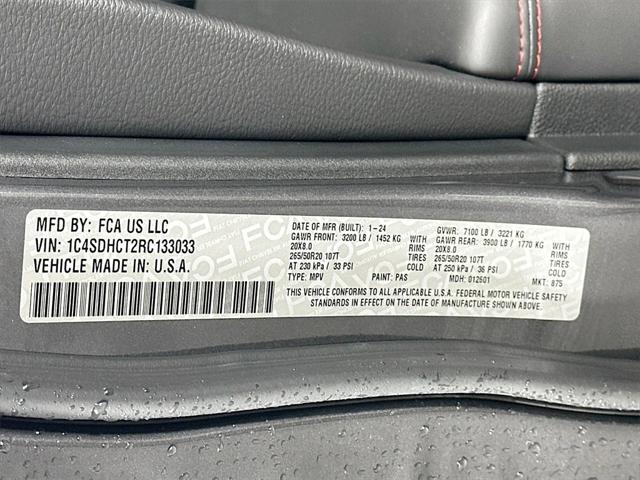 MFD BY: FCA US LLC
VIN: 1C4SDHCT2RC133033
VEHICLE MADE IN: U.S.A.
DATE OF MFR (BUILT): 1-24 GVWR: 7100 LB / 3221 KG
GAWR FRONT: 3200 LB / 1452 KG WITH GAWR REAR: 3900 LB / 1770 KG WITH
20X8.0 RIMS 20X8.0 RIMS
265/50R20 107T TIRES 265/50R20 107T TIRES
AT 230 kPa / 33 PSI COLD AT 250 kPa / 36 PSI COLD
TYPE: MPV PAINT: PAS MDH: 012601 MKT: 875
THIS VEHICLE CONFORMS TO ALL APPLICABLE U.S.A. FEDERAL MOTOR VEHICLE SAFETY
STANDARDS IN EFFECT ON THE DATE OF MANUFACTURE SHOWN ABOVE.